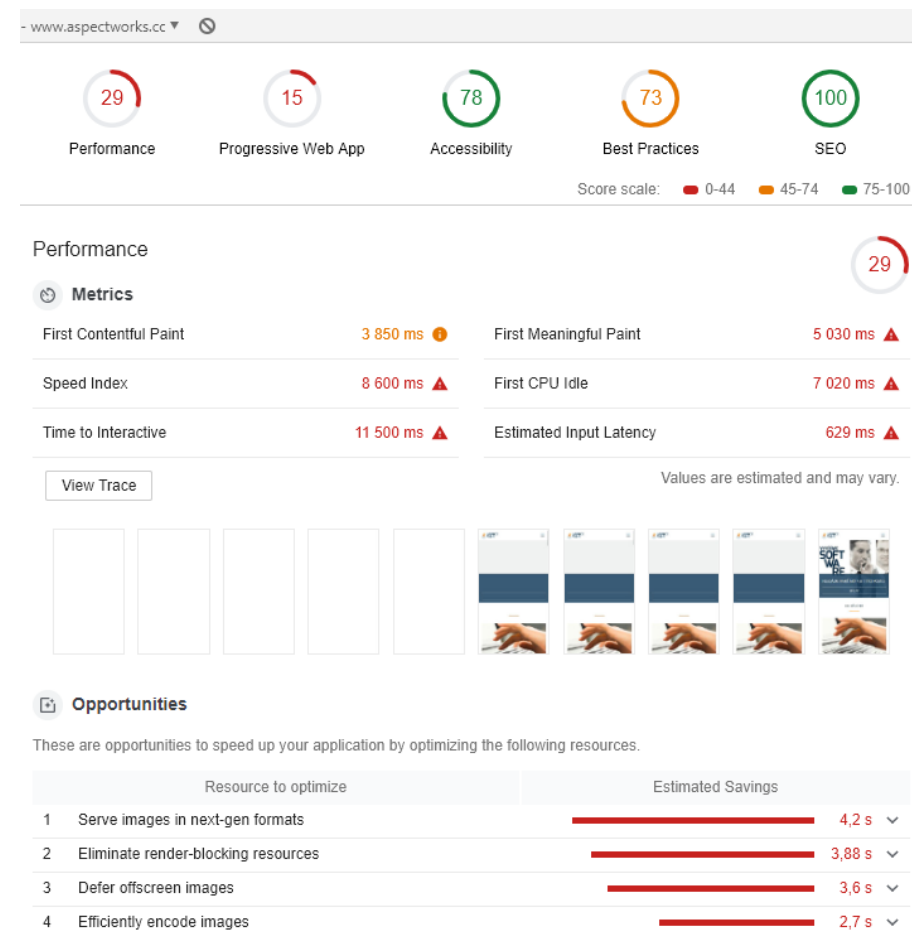 - www.aspectworks.cc ▼
29 15 78 73 100
Performance Progressive Web App Accessibility Best Practices SEO
Score scale: 0-44 45-74 75-100
Performance 29
Metrics
First Contentful Paint 3 850 ms First Meaningful Paint 5 030 ms
Speed Index 8 600 ms First CPU Idle 7 020 ms
Time to Interactive 11 500 ms Estimated Input Latency 629 ms
View Trace Values are estimated and may vary.
SOFT
WA
RE
Opportunities
These are opportunities to speed up your application by optimizing the following resources.
Resource to optimize Estimated Savings
1 Serve images in next-gen formats 4,2 s
2 Eliminate render-blocking resources 3,88 s
3 Defer offscreen images 3,6 s
4 Efficiently encode images 2,7 s